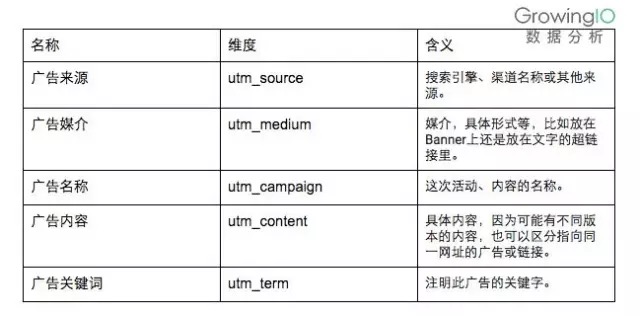 GrowingIO
数据分析
名称 维度 含义
广告来源 utm_source 搜索引擎、渠道名称或其他来
源。
广告媒介 utm_medium 媒介，具体形式等，比如放在
Banner上还是放在文字的超链
接里。
广告名称 utm_campaign 这次活动、内容的名称。
广告内容 utm_content 具体内容，因为可能有不同版
本的内容，也可以区分指向同
一网址的广告或链接。
广告关键词 utm_term 注明此广告的关键字。